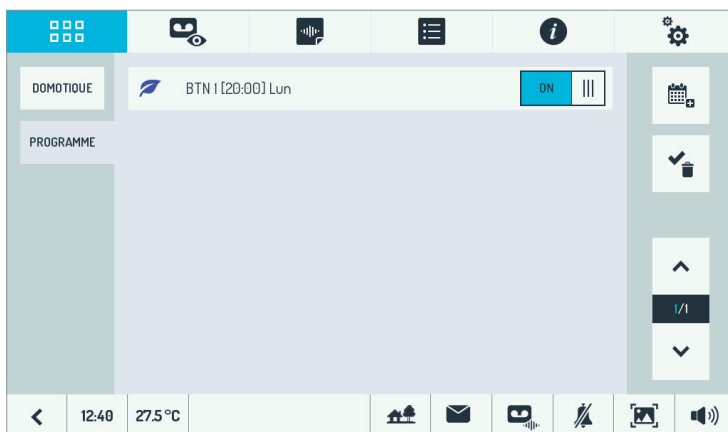 DOMOTIQUE
BTN 1 [20:00] Lun
ON
PROGRAMME
1/1
12:40
27.5 °C